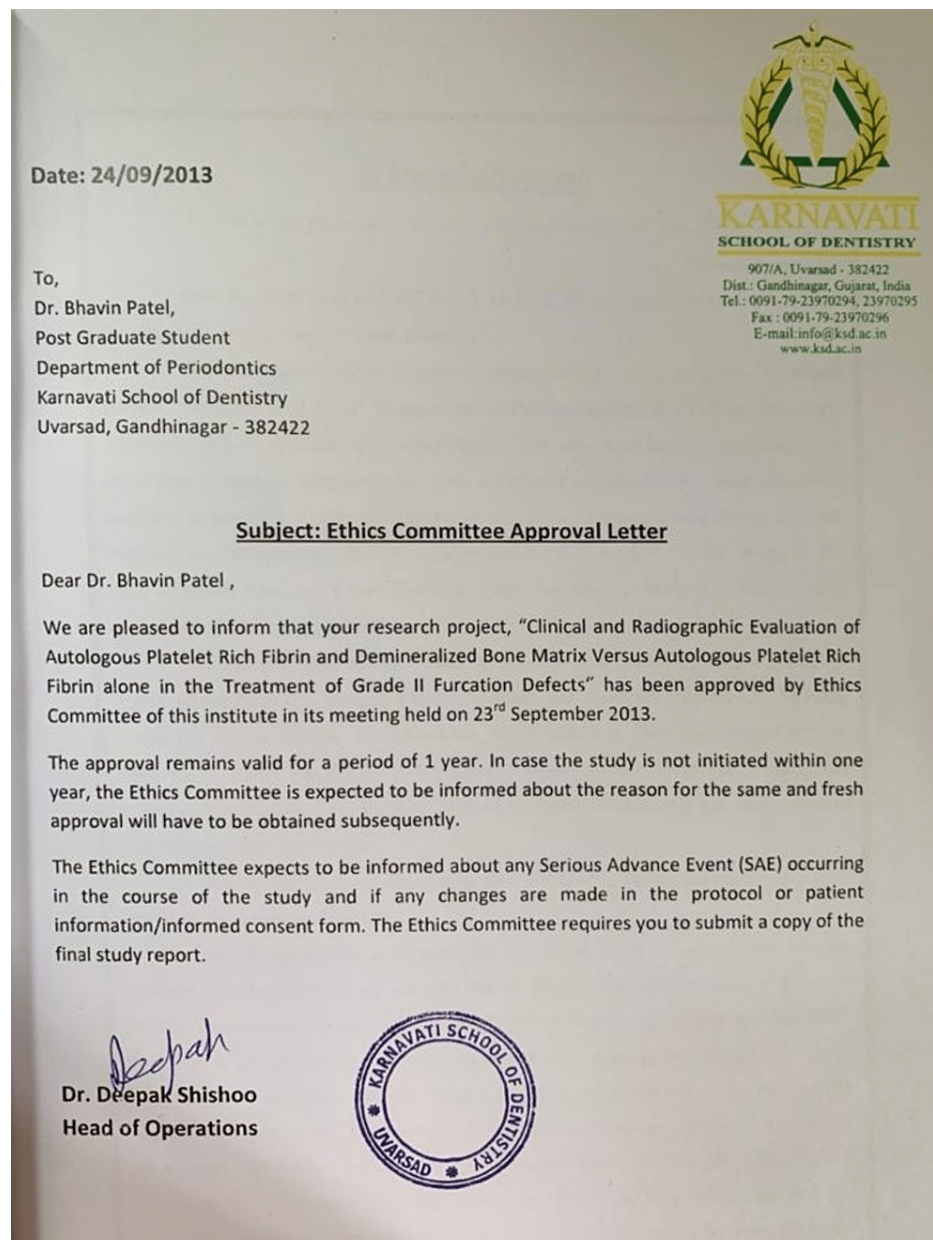 Date: 24/09/2013
KARNAVATI
SCHOOL OF DENTISTRY
907/A, Uvarsad - 382422
Dist.: Gandhinagar, Gujarat, India
Tel.: 0091-79-23970294, 23970295
Fax : 0091-79-23970296
E-mail:info@ksd.ac.in
www.ksd.ac.in
To,
Dr. Bhavin Patel,
Post Graduate Student
Department of Periodontics
Karnavati School of Dentistry
Uvarsad, Gandhinagar - 382422
Subject: Ethics Committee Approval Letter
Dear Dr. Bhavin Patel ,
We are pleased to inform that your research project, “Clinical and Radiographic Evaluation of
Autologous Platelet Rich Fibrin and Demineralized Bone Matrix Versus Autologous Platelet Rich
Fibrin alone in the Treatment of Grade II Furcation Defects” has been approved by Ethics
Committee of this institute in its meeting held on 23rd September 2013.
The approval remains valid for a period of 1 year. In case the study is not initiated within one
year, the Ethics Committee is expected to be informed about the reason for the same and fresh
approval will have to be obtained subsequently.
The Ethics Committee expects to be informed about any Serious Advance Event (SAE) occurring
in the course of the study and if any changes are made in the protocol or patient
information/informed consent form. The Ethics Committee requires you to submit a copy of the
final study report.
Deepak
Dr. Deepak Shishoo
Head of Operations
KARNAVATI SCHOOL OF DENTISTRY
UVARSAD